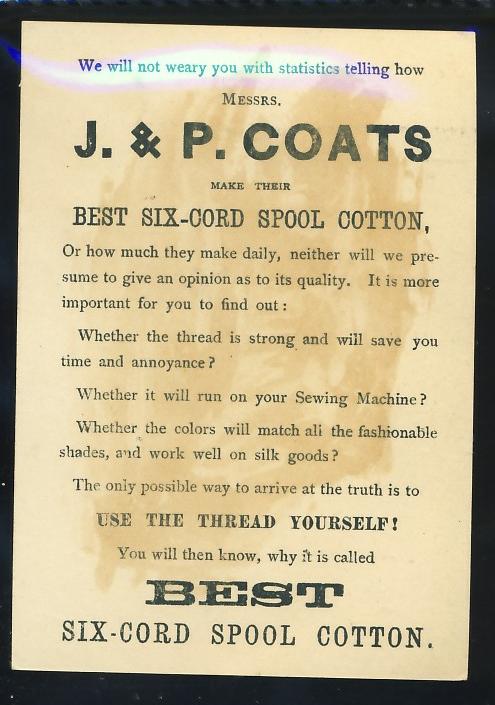 We will not weary you with statistics telling how
MESSRS.
J. & P. COATS
MAKE THEIR
BEST SIX-CORD SPOOL COTTON,
Or how much they make daily, neither will we pre-
sume to give an opinion as to its quality. It is more
important for you to find out :
Whether the thread is strong and will save you
time and annoyance ?
Whether it will run on your Sewing Machine ?
Whether the colors will match all the fashionable
shades, and work well on silk goods ?
The only possible way to arrive at the truth is to
USE THE THREAD YOURSELF!
You will then know, why it is called
BEST
SIX-CORD SPOOL COTTON.